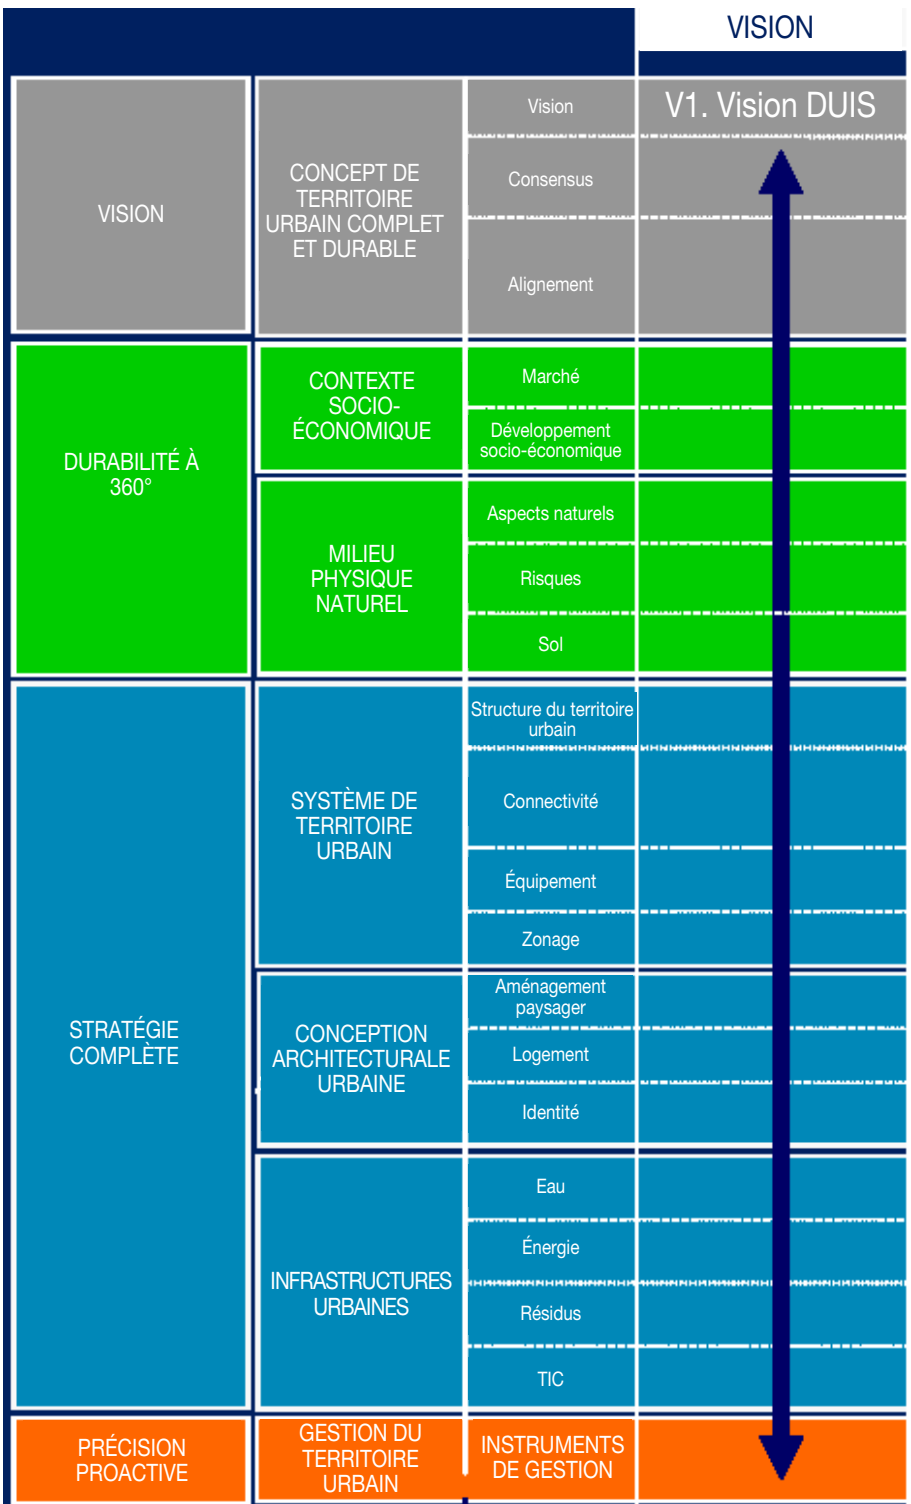 VISION
V1. Vision DUIS
VISION
CONCEPT DE
TERRITOIRE
URBAIN COMPLET
ET DURABLE
Vision
Consensus
Alignement
DURABILITÉ À
360°
CONTEXTE
SOCIO-
ÉCONOMIQUE
Marché
Développement
socio-économique
MILIEU
PHYSIQUE
NATUREL
Aspects naturels
Risques
Sol
STRATÉGIE
COMPLÈTE
SYSTÈME DE
TERRITOIRE
URBAIN
Structure du territoire
urbain
Connectivité
Équipement
Zonage
CONCEPTION
ARCHITECTURALE
URBAINE
Aménagement
paysager
Logement
Identité
INFRASTRUCTURES
URBAINES
Eau
Énergie
Résidus
TIC
PRÉCISION
PROACTIVE
GESTION DU
TERRITOIRE
URBAIN
INSTRUMENTS
DE GESTION